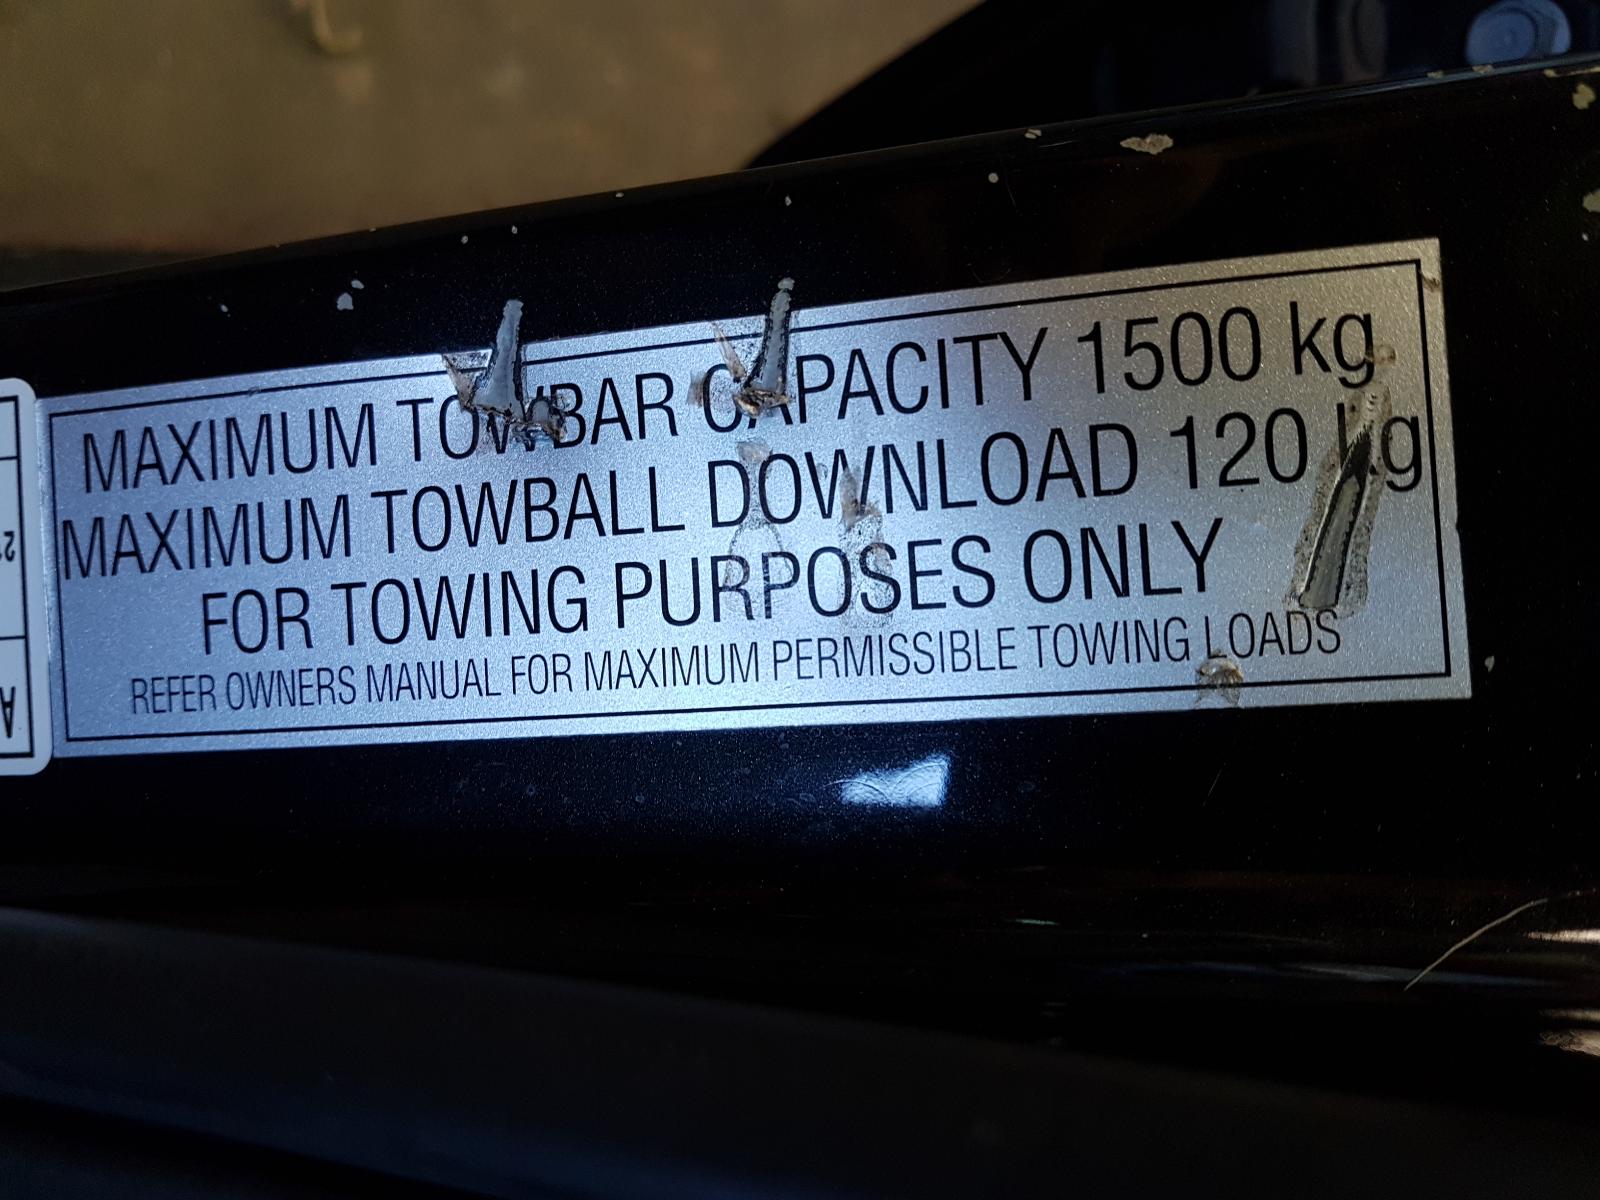 MAXIMUM TOWBAR CAPACITY 1500 kg
MAXIMUM TOWBALL DOWNLOAD 120 kg
FOR TOWING PURPOSES ONLY
REFER OWNERS MANUAL FOR MAXIMUM PERMISSIBLE TOWING LOADS